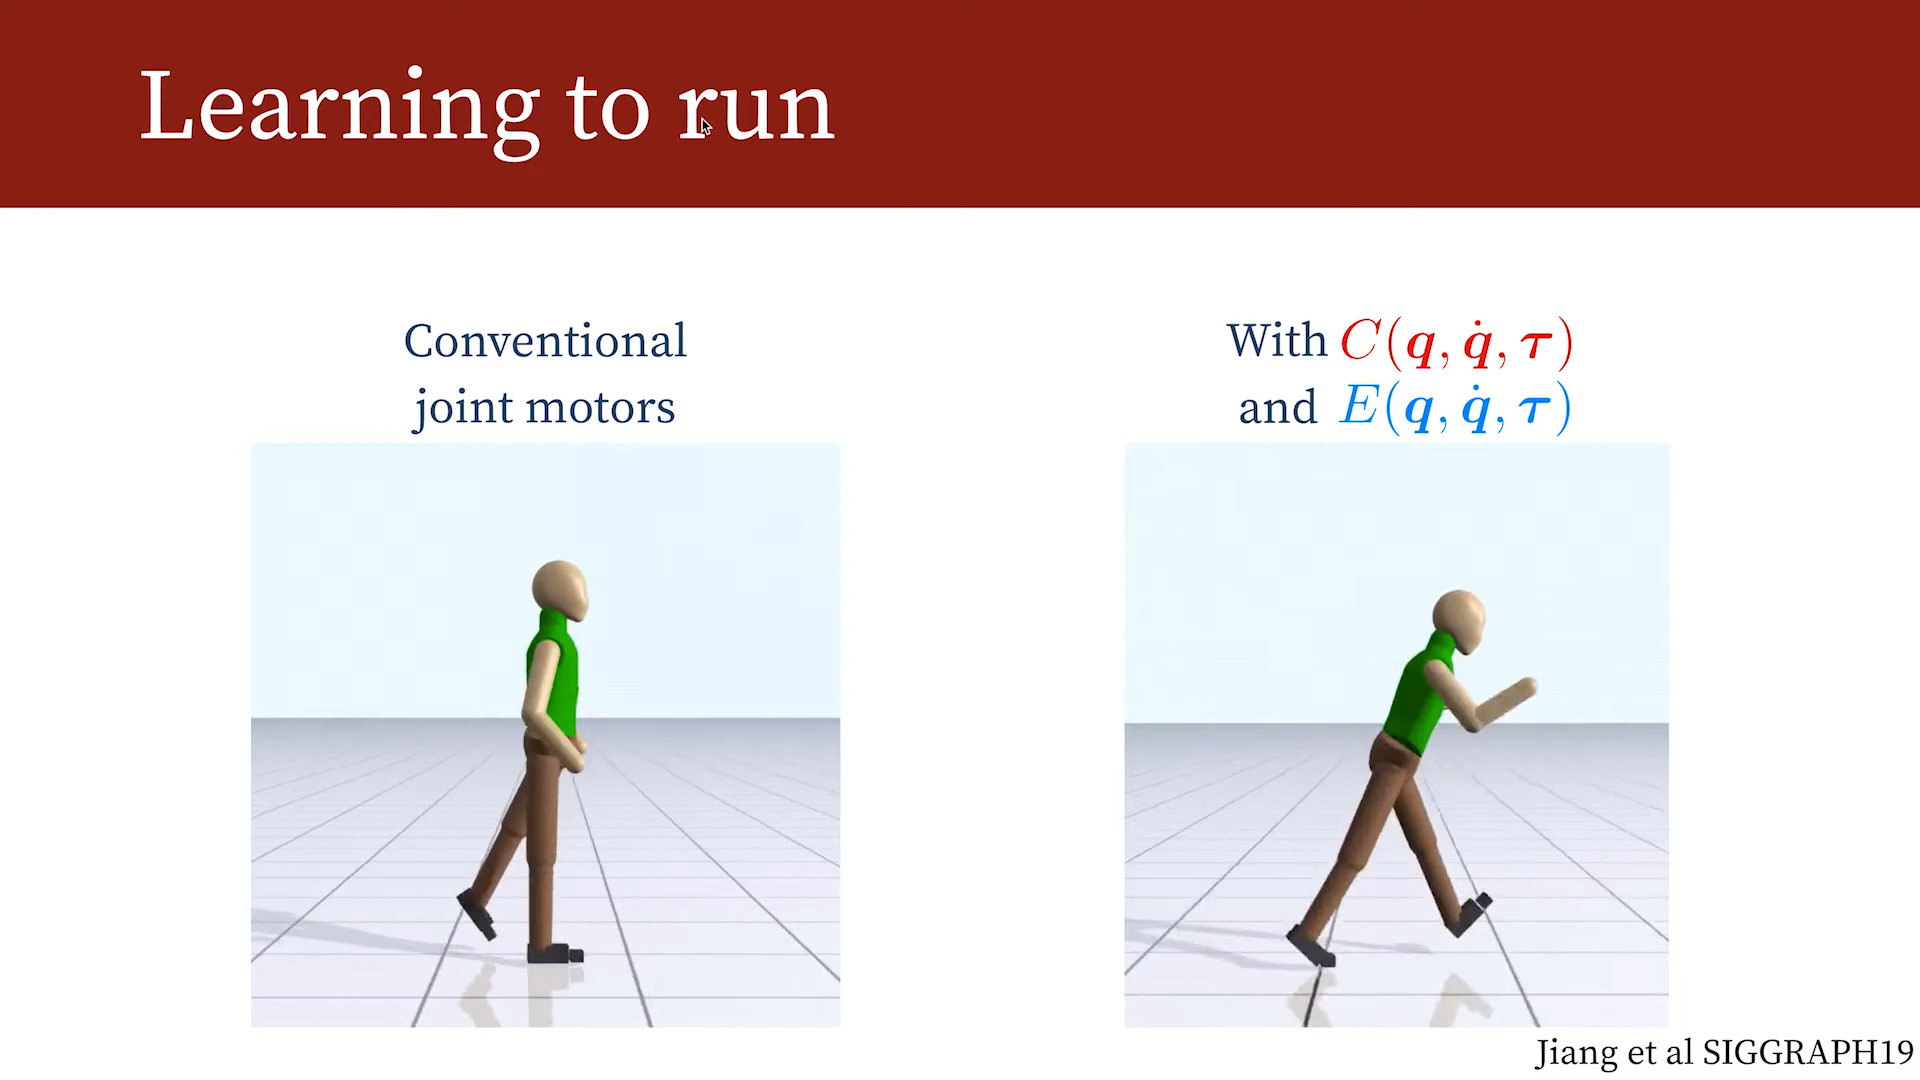 Learning to run
Conventional
joint motors
With C(q, q̇, τ)
and E(q, q̇, τ)
Jiang et al SIGGRAPH19